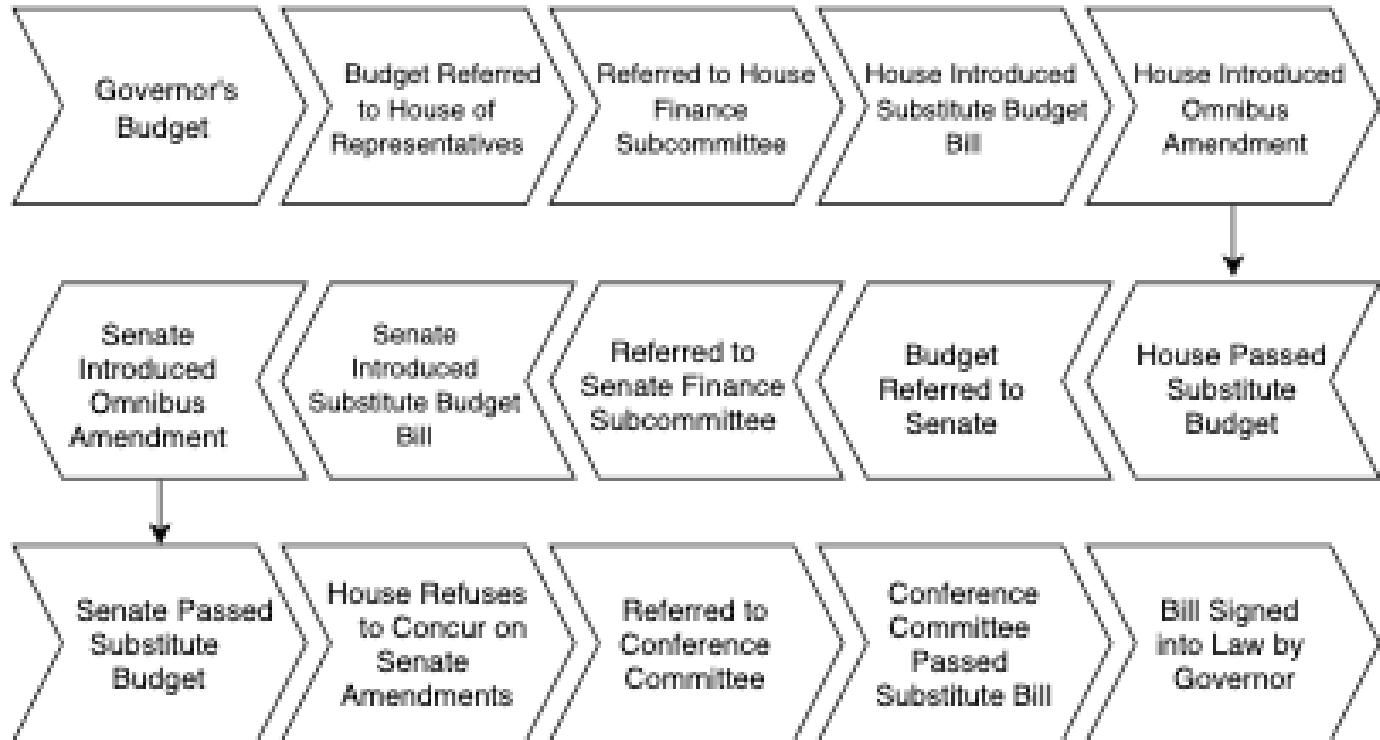 Governor's
Budget
Budget Referred
to House of
Representatives
Referred to House
Finance
Subcommittee
House Introduced
Substitute Budget
Bill
House Introduced
Omnibus
Amendment
House Passed
Substitute
Budget
Budget
Referred to
Senate
Referred to
Senate Finance
Subcommittee
Senate
Introduced
Substitute Budget
Bill
Senate
Introduced
Omnibus
Amendment
Senate Passed
Substitute
Budget
House Refuses
to Concur on
Senate
Amendments
Referred to
Conference
Committee
Conference
Committee
Passed
Substitute Bill
Bill Signed
into Law by
Governor